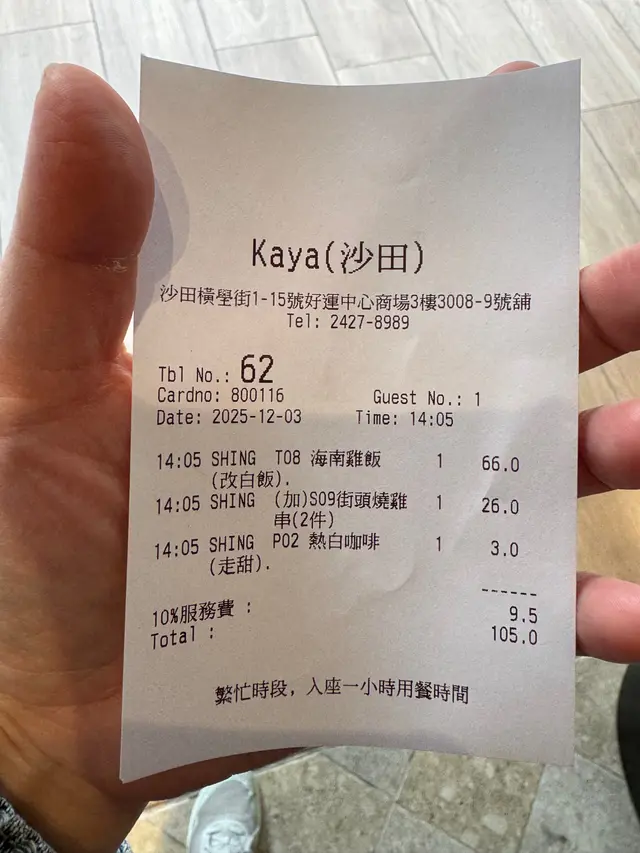 Kaya(沙田)
沙田橫壆街1-15號好運中心商場3樓3008-9號舖
Tel: 2427-8989
Tbl No.: 62
Cardno: 800116 Guest No.: 1
Date: 2025-12-03 Time: 14:05
14:05 SHING T08 海南雞飯 1 66.0
(改白飯).
14:05 SHING (加)S09街頭燒雞 1 26.0
串(2件)
14:05 SHING P02 熱白咖啡 1 3.0
(走甜).
------
10%服務費 : 9.5
Total : 105.0
繁忙時段, 入座一小時用餐時間